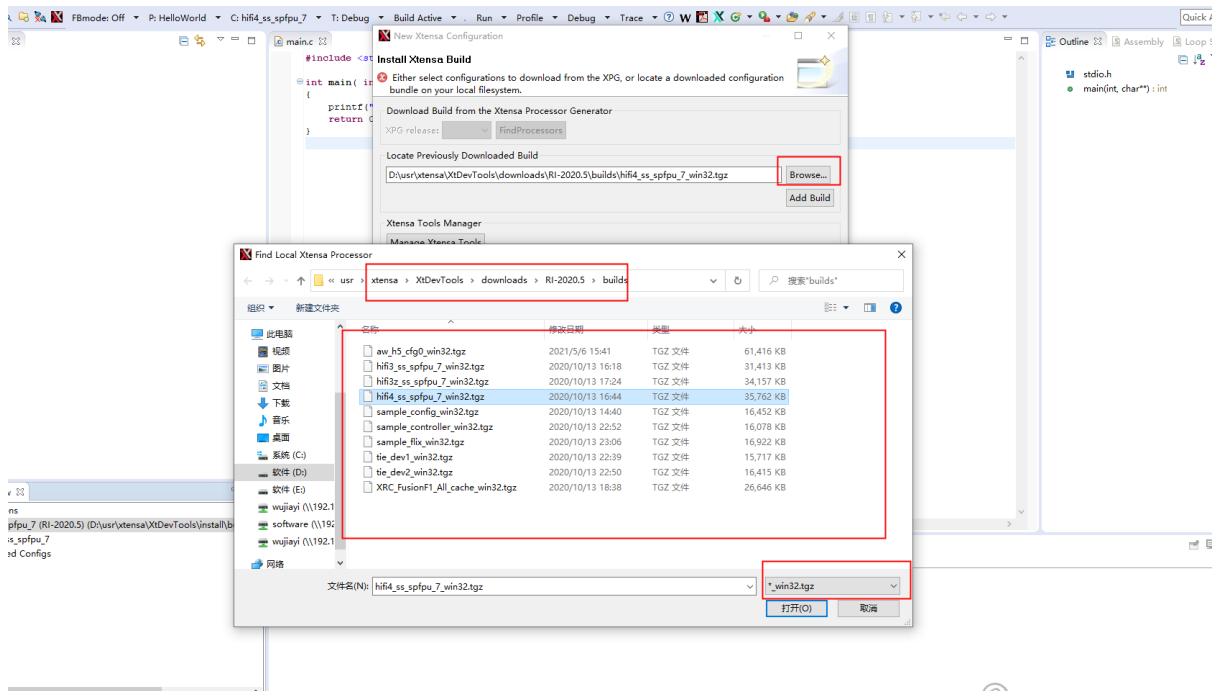 FBmode: Off P: HelloWorld C: hifi4_ss_spfpu_7 T: Debug Build Active Run Profile Debug Trace Quick
main.c
Outline Assembly Loop
#include
int main(
{
printf("
return
}
stdio.h
main(int, char**) : int
New Xtensa Configuration
Install Xtensa Build
Either select configurations to download from the XPG, or locate a downloaded configuration
bundle on your local filesystem.
Download Build from the Xtensa Processor Generator
XPG release: FindProcessors
Locate Previously Downloaded Build
D:\usr\xtensa\XtDevTools\downloads\RI-2020.5\builds\hifi4_ss_spfpu_7_win32.tgz Browse...
Add Build
Xtensa Tools Manager
Manage Xtensa Tools
Find Local Xtensa Processor
« usr › xtensa › XtDevTools › downloads › RI-2020.5 › builds 搜索"builds"
组织 新建文件夹
此电脑
视频
图片
文档
下载
音乐
桌面
系统 (C:)
软件 (D:)
软件 (E:)
wujiayi (\\192.1
software (\\192
wujiayi (\\192.1
网络
名称 修改日期 类型 大小
aw_h5_cfg0_win32.tgz 2021/5/6 15:41 TGZ 文件 61,416 KB
hifi3_ss_spfpu_7_win32.tgz 2020/10/13 16:18 TGZ 文件 31,413 KB
hifi3z_ss_spfpu_7_win32.tgz 2020/10/13 17:24 TGZ 文件 34,157 KB
hifi4_ss_spfpu_7_win32.tgz 2020/10/13 16:44 TGZ 文件 35,762 KB
sample_config_win32.tgz 2020/10/13 14:40 TGZ 文件 16,452 KB
sample_controller_win32.tgz 2020/10/13 22:52 TGZ 文件 16,078 KB
sample_flix_win32.tgz 2020/10/13 23:06 TGZ 文件 16,922 KB
tie_dev1_win32.tgz 2020/10/13 22:39 TGZ 文件 15,717 KB
tie_dev2_win32.tgz 2020/10/13 22:50 TGZ 文件 16,415 KB
XRC_FusionF1_All_cache_win32.tgz 2020/10/13 18:38 TGZ 文件 26,646 KB
文件名(N): hifi4_ss_spfpu_7_win32.tgz *_win32.tgz
打开(O) 取消
ns
pfpu_7 (RI-2020.5) (D:\usr\xtensa\XtDevTools\install\b
ss_spfpu_7
ed Configs